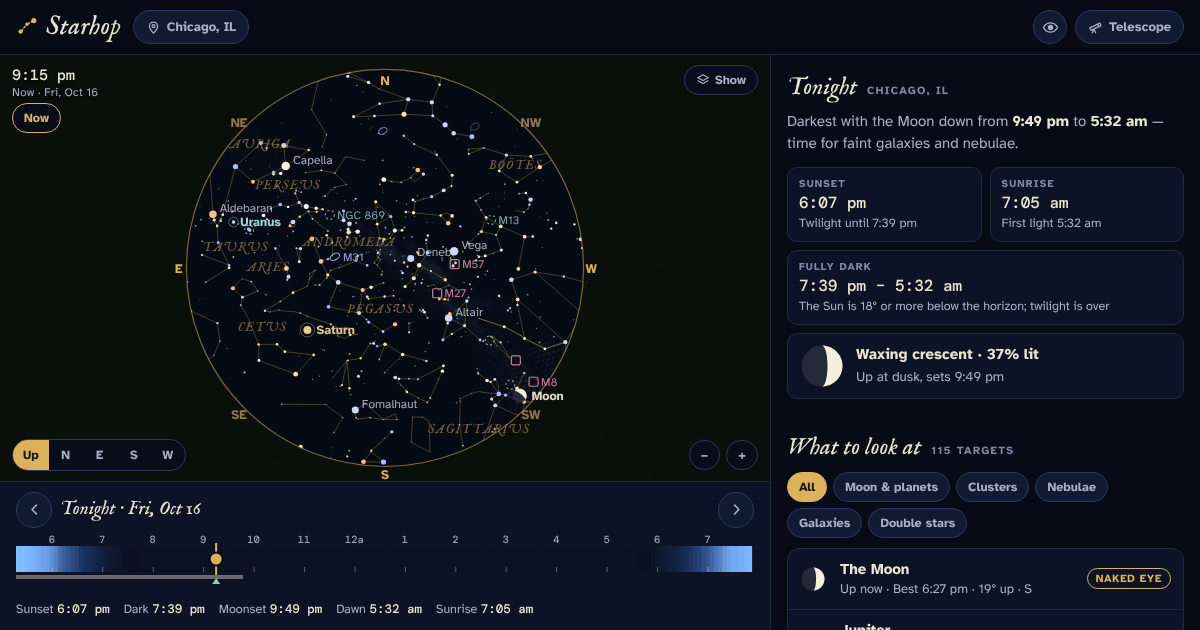 Starhop
Chicago, IL
Telescope
9:15 pm
Now · Fri, Oct 16
Now
Show
N
NE
NW
AURIGA
Capella
BOÖTES
PERSEUS
Aldebaran
Uranus
NGC 869
M13
TAURUS
ANDROMEDA
Vega
Deneb
M31
M57
E
W
ARIES
M27
PEGASUS
Altair
CETUS
Saturn
M8
Moon
Fomalhaut
SE
SW
SAGITTARIUS
S
Up
N
E
S
W
−
+
Tonight · Fri, Oct 16
6 7 8 9 10 11 12a 1 2 3 4 5 6 7
Sunset 6:07 pm Dark 7:39 pm Moonset 9:49 pm Dawn 5:32 am Sunrise 7:05 am
Tonight CHICAGO, IL
Darkest with the Moon down from 9:49 pm to 5:32 am —
time for faint galaxies and nebulae.
SUNSET
6:07 pm
Twilight until 7:39 pm
SUNRISE
7:05 am
First light 5:32 am
FULLY DARK
7:39 pm – 5:32 am
The Sun is 18° or more below the horizon; twilight is over
Waxing crescent · 37% lit
Up at dusk, sets 9:49 pm
What to look at 115 TARGETS
All
Moon & planets
Clusters
Nebulae
Galaxies
Double stars
The Moon
Up now · Best 6:27 pm · 19° up · S
NAKED EYE
Jupiter